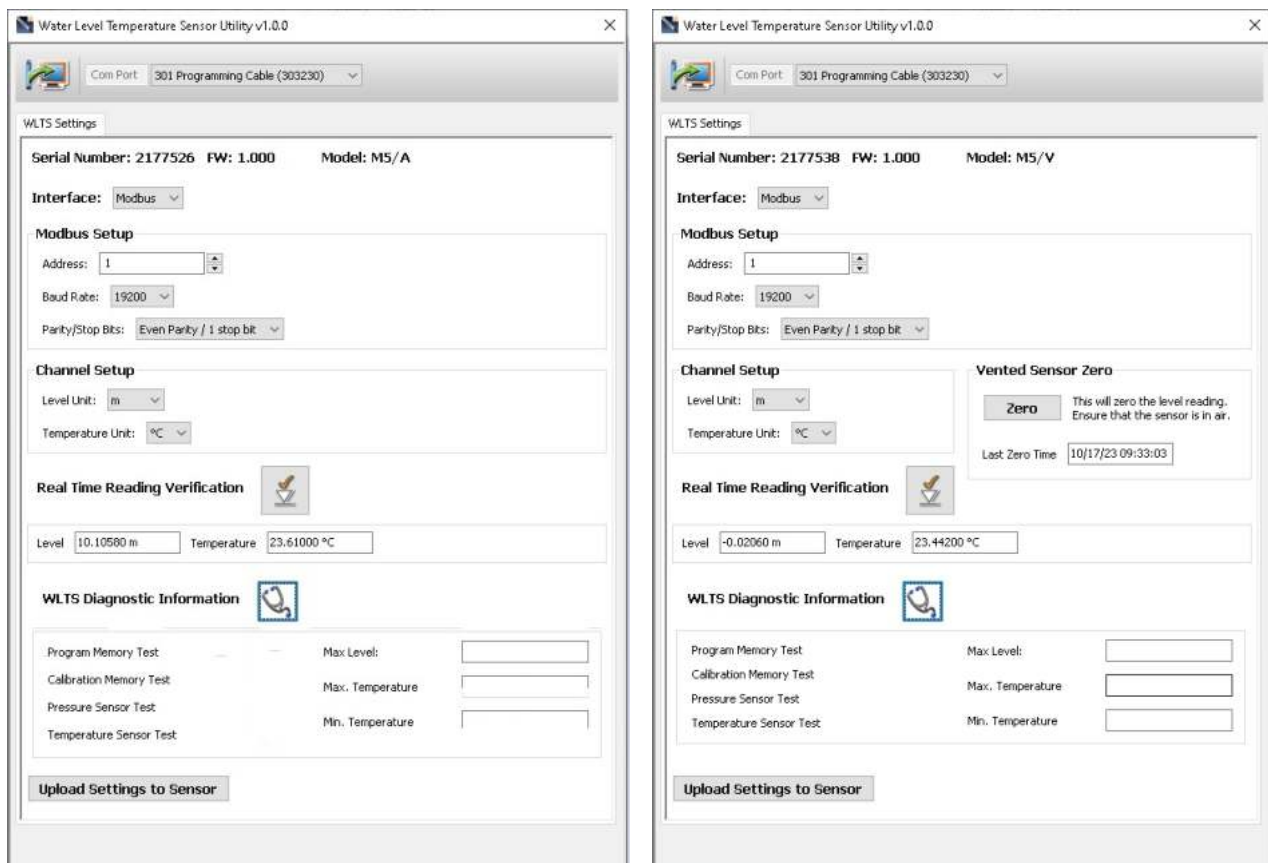 Water Level Temperature Sensor Utility v1.0.0
Com Port 301 Programming Cable (303230)
WLTS Settings
Serial Number: 2177526 FW: 1.000 Model: M5/A
Interface: Modbus
Modbus Setup
Address: 1
Baud Rate: 19200
Parity/Stop Bits: Even Parity / 1 stop bit
Channel Setup
Level Unit: m
Temperature Unit: °C
Real Time Reading Verification
Level 10.10580 m Temperature 23.61000 °C
WLTS Diagnostic Information
Program Memory Test Max Level:
Calibration Memory Test
Max. Temperature
Pressure Sensor Test
Min. Temperature
Temperature Sensor Test
Upload Settings to Sensor
Water Level Temperature Sensor Utility v1.0.0
Com Port 301 Programming Cable (303230)
WLTS Settings
Serial Number: 2177538 FW: 1.000 Model: M5/V
Interface: Modbus
Modbus Setup
Address: 1
Baud Rate: 19200
Parity/Stop Bits: Even Parity / 1 stop bit
Channel Setup
Level Unit: m
Temperature Unit: °C
Vented Sensor Zero
Zero
This will zero the level reading.
Ensure that the sensor is in air.
Last Zero Time 10/17/23 09:33:03
Real Time Reading Verification
Level -0.02060 m Temperature 23.44200 °C
WLTS Diagnostic Information
Program Memory Test Max Level:
Calibration Memory Test
Max. Temperature
Pressure Sensor Test
Temperature Sensor Test Min. Temperature
Upload Settings to Sensor